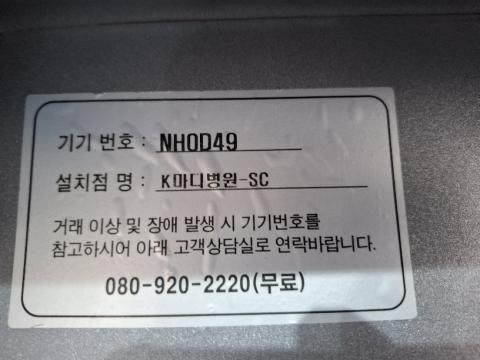 기기 번호 : NHOD49
설치점 명 : K마디병원-SC
거래 이상 및 장애 발생 시 기기번호를
참고하시어 아래 고객상담실로 연락바랍니다.
080-920-2220(무료)